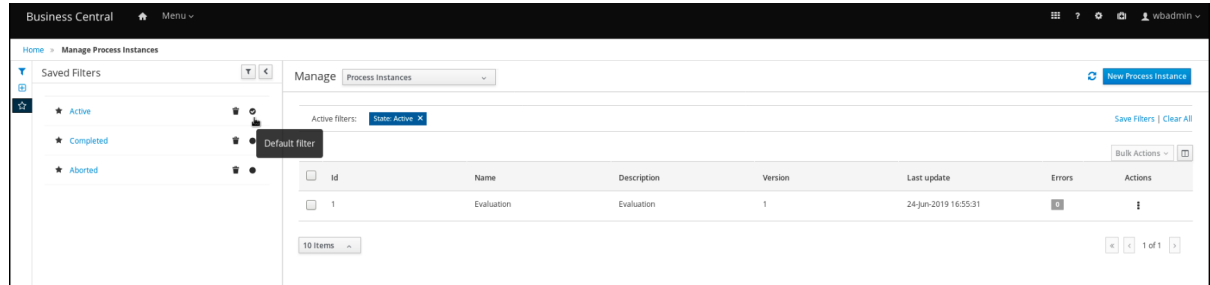 Business Central Menu ? wbadmin
Home » Manage Process Instances
Saved Filters
Active
Completed
Aborted
Default filter
Manage Process Instances New Process Instance
Active filters: State: Active X Save Filters | Clear All
Bulk Actions
Id Name Description Version Last update Errors Actions
1 Evaluation Evaluation 1 24-Jun-2019 16:55:31 0
10 Items « < 1 of 1 >